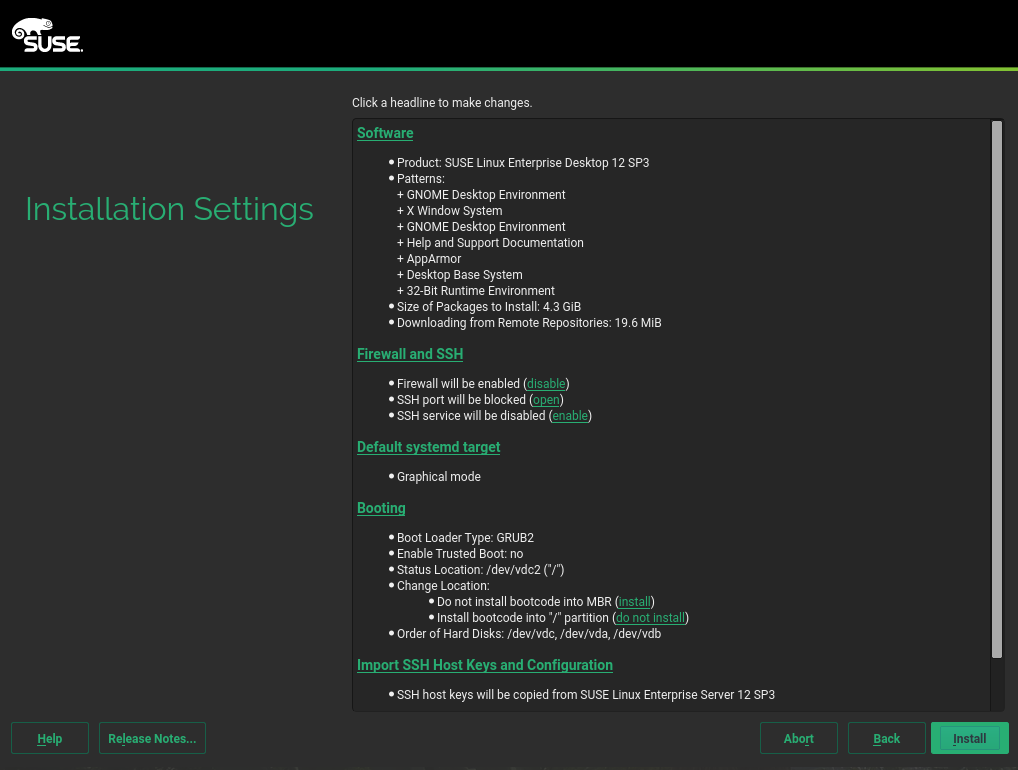 SUSE.
Click a headline to make changes.
Installation Settings
Software
• Product: SUSE Linux Enterprise Desktop 12 SP3
• Patterns:
+ GNOME Desktop Environment
+ X Window System
+ GNOME Desktop Environment
+ Help and Support Documentation
+ AppArmor
+ Desktop Base System
+ 32-Bit Runtime Environment
• Size of Packages to Install: 4.3 GiB
• Downloading from Remote Repositories: 19.6 MiB
Firewall and SSH
• Firewall will be enabled (disable)
• SSH port will be blocked (open)
• SSH service will be disabled (enable)
Default systemd target
• Graphical mode
Booting
• Boot Loader Type: GRUB2
• Enable Trusted Boot: no
• Status Location: /dev/vdc2 ("/")
• Change Location:
• Do not install bootcode into MBR (install)
• Install bootcode into "/" partition (do not install)
• Order of Hard Disks: /dev/vdc, /dev/vda, /dev/vdb
Import SSH Host Keys and Configuration
• SSH host keys will be copied from SUSE Linux Enterprise Server 12 SP3
Help Release Notes... Abort Back Install